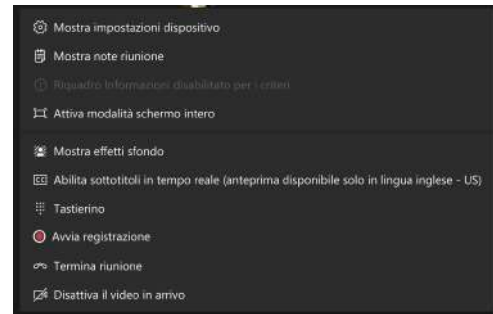 Mostra impostazioni dispositivo
Mostra note riunione
Riquadro Informazioni disabilitato per i criteri
Attiva modalità schermo intero
Mostra effetti sfondo
CC Abilita sottotitoli in tempo reale (anteprima disponibile solo in lingua inglese - US)
Tastierino
Avvia registrazione
Termina riunione
Disattiva il video in arrivo